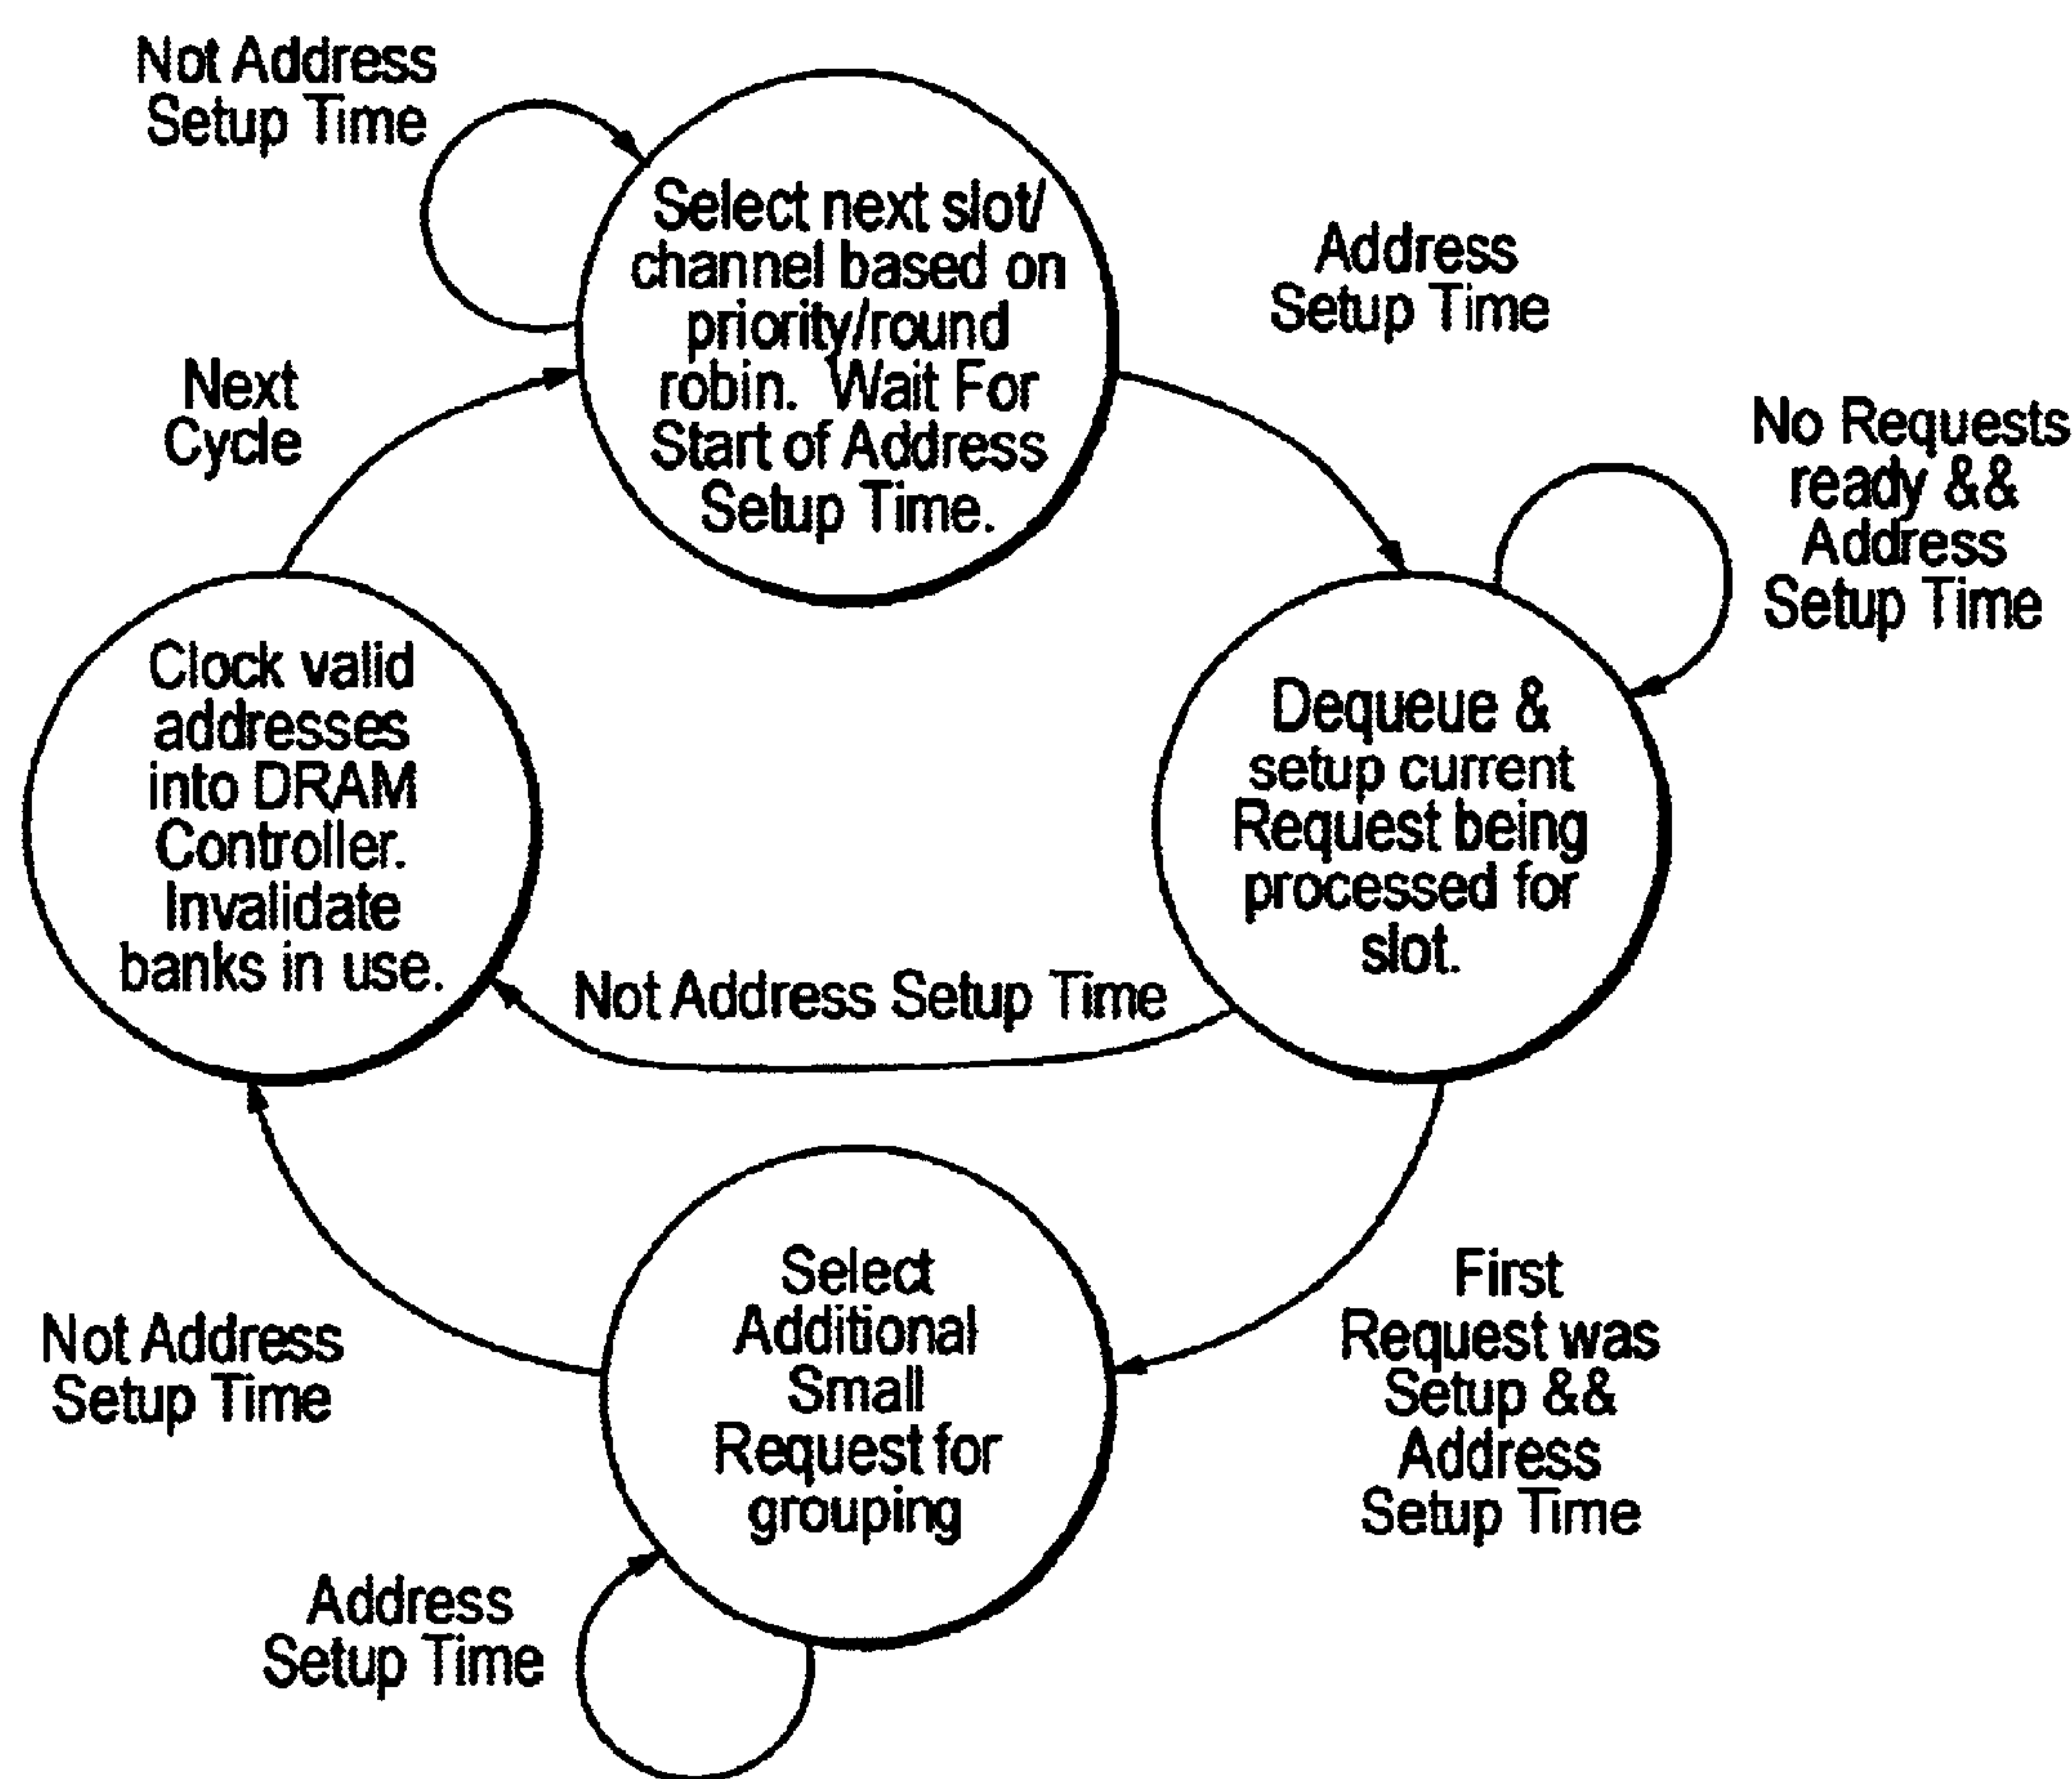 Not Address
Setup Time
Select next slot/
channel based on
priority/round
robin. Wait For
Start of Address
Setup Time.
Address
Setup Time
Next
Cycle
No Requests
ready &&
Address
Setup Time
Clock valid
addresses
into DRAM
Controller.
Invalidate
banks in use.
Dequeue &
setup current
Request being
processed for
slot.
Not Address Setup Time
Select
Additional
Small
Request for
grouping
First
Request was
Setup &&
Address
Setup Time
Not Address
Setup Time
Address
Setup Time